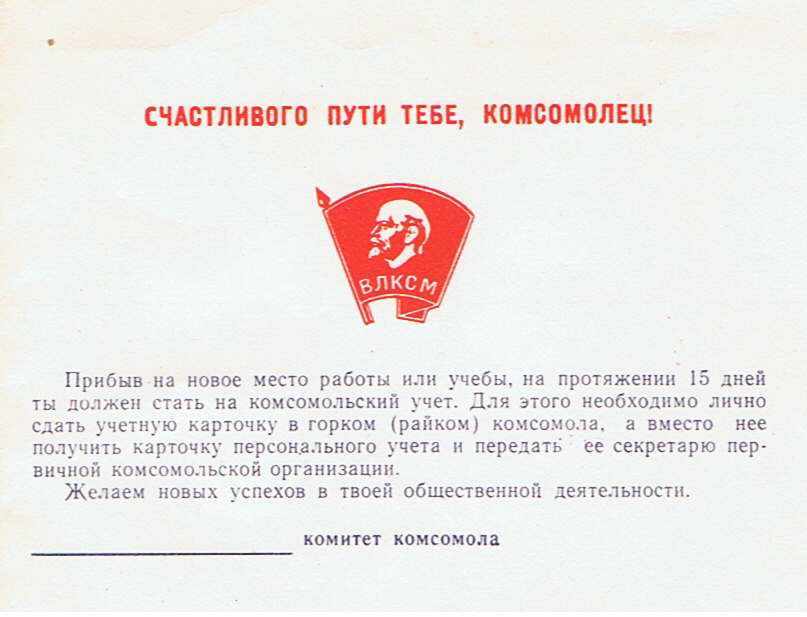 СЧАСТЛИВОГО ПУТИ ТЕБЕ, КОМСОМОЛЕЦ!
ВЛКСМ
Прибыв на новое место работы или учебы, на протяжении 15 дней
ты должен стать на комсомольский учет. Для этого необходимо лично
сдать учетную карточку в горком (райком) комсомола, а вместо нее
получить карточку персонального учета и передать ее секретарю пер-
вичной комсомольской организации.
Желаем новых успехов в твоей общественной деятельности.
комитет комсомола